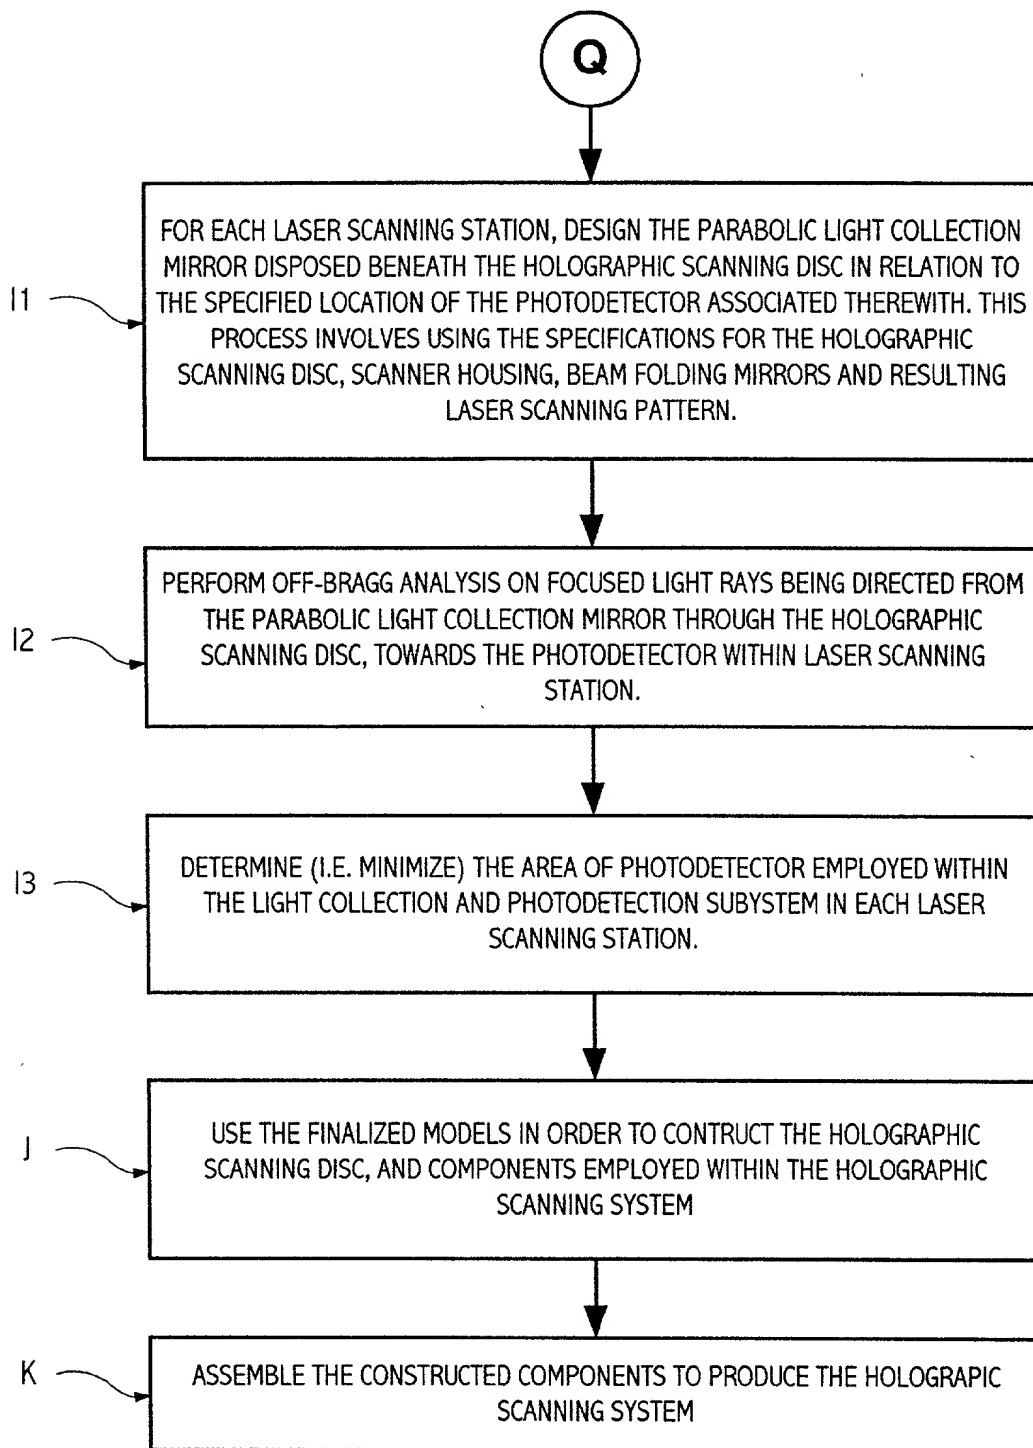 Q
I1
FOR EACH LASER SCANNING STATION, DESIGN THE PARABOLIC LIGHT COLLECTION
MIRROR DISPOSED BENEATH THE HOLOGRAPHIC SCANNING DISC IN RELATION TO
THE SPECIFIED LOCATION OF THE PHOTODETECTOR ASSOCIATED THEREWITH. THIS
PROCESS INVOLVES USING THE SPECIFICATIONS FOR THE HOLOGRAPHIC
SCANNING DISC, SCANNER HOUSING, BEAM FOLDING MIRRORS AND RESULTING
LASER SCANNING PATTERN.
I2
PERFORM OFF-BRAGG ANALYSIS ON FOCUSED LIGHT RAYS BEING DIRECTED FROM
THE PARABOLIC LIGHT COLLECTION MIRROR THROUGH THE HOLOGRAPHIC
SCANNING DISC, TOWARDS THE PHOTODETECTOR WITHIN LASER SCANNING
STATION.
I3
DETERMINE (I.E. MINIMIZE) THE AREA OF PHOTODETECTOR EMPLOYED WITHIN
THE LIGHT COLLECTION AND PHOTODETECTION SUBYSTEM IN EACH LASER
SCANNING STATION.
J
USE THE FINALIZED MODELS IN ORDER TO CONTRUCT THE HOLOGRAPHIC
SCANNING DISC, AND COMPONENTS EMPLOYED WITHIN THE HOLOGRAPHIC
SCANNING SYSTEM
K
ASSEMBLE THE CONSTRUCTED COMPONENTS TO PRODUCE THE HOLOGRAPIC
SCANNING SYSTEM